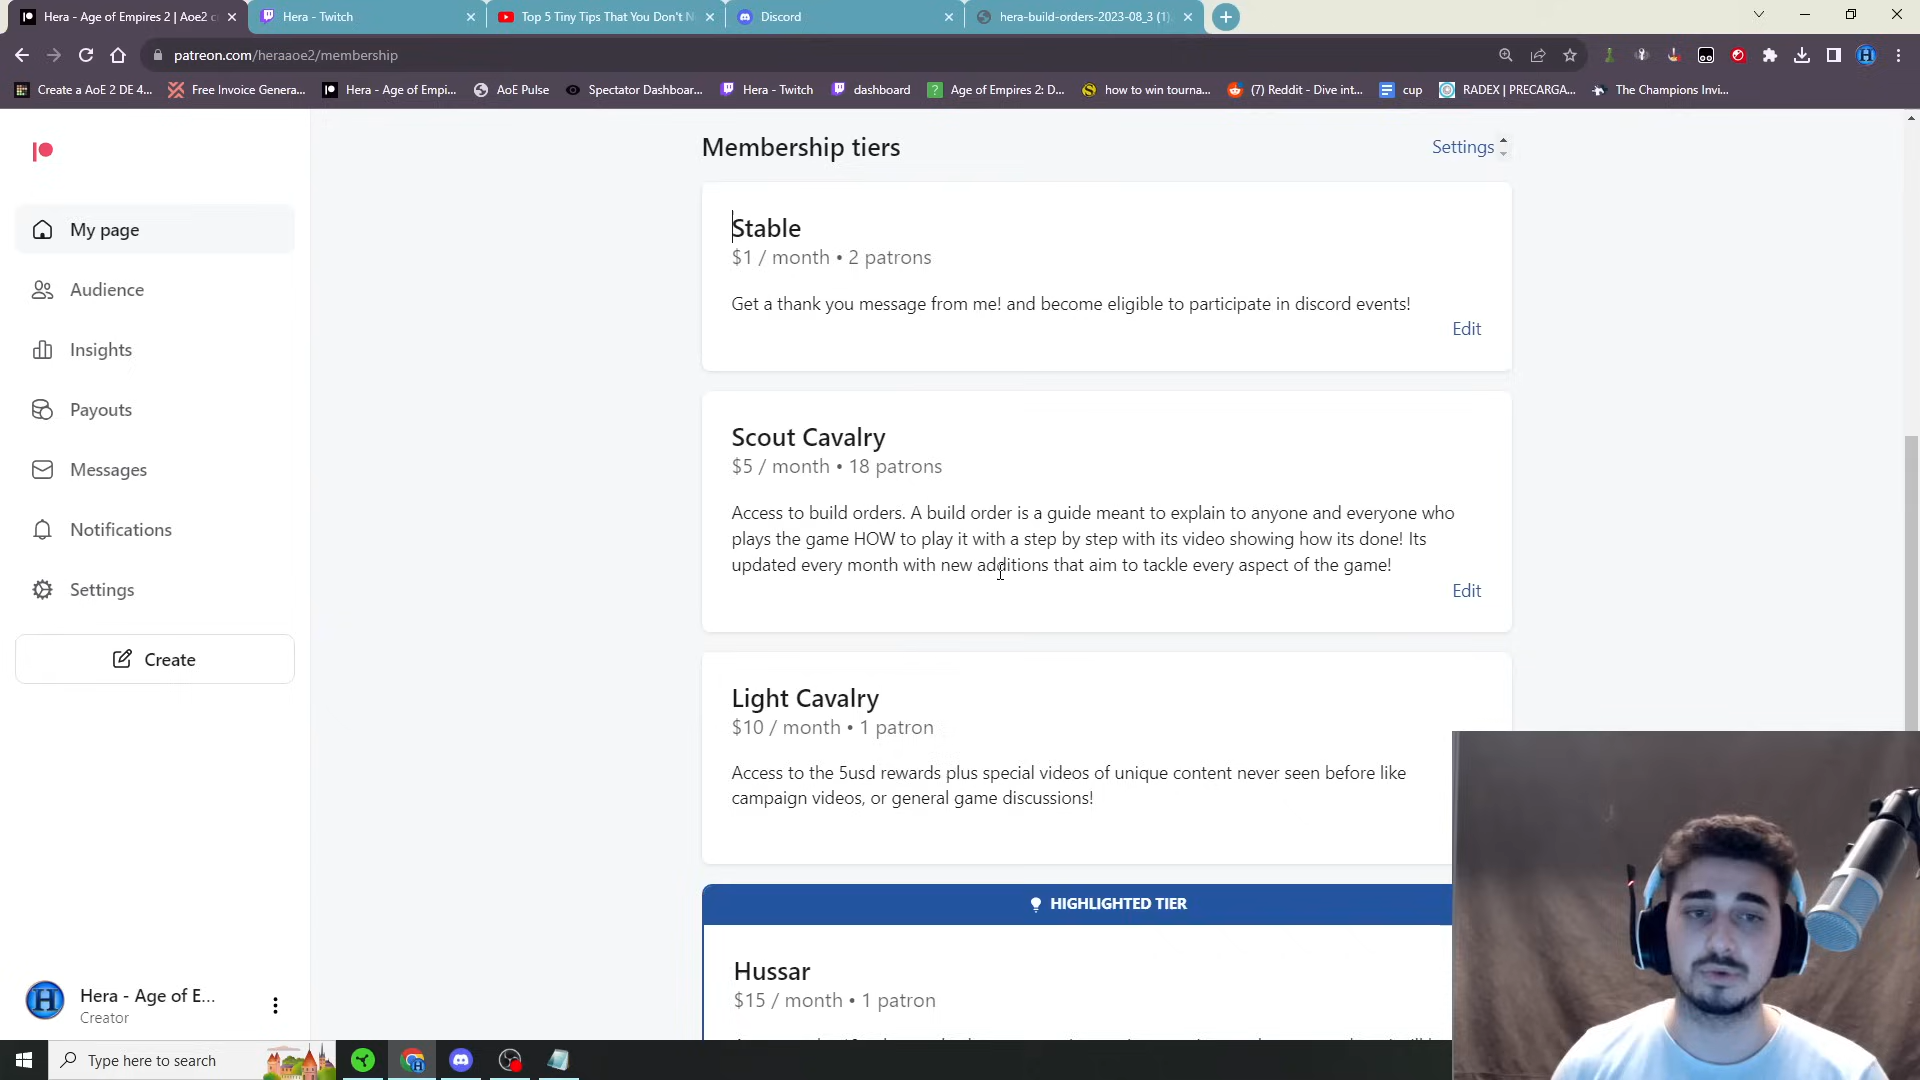 Hera - Age of Empires 2 | Aoe2 c
Hera - Twitch
Top 5 Tiny Tips That You Don't N
Discord
hera-build-orders-2023-08_3 (1)
patreon.com/heraaoe2/membership
Create a AoE 2 DE 4...
Free Invoice Genera...
Hera - Age of Empi...
AoE Pulse
Spectator Dashboar...
Hera - Twitch
dashboard
Age of Empires 2: D...
how to win tourna...
(7) Reddit - Dive int...
cup
RADEX | PRECARGA...
The Champions Invi...
My page
Audience
Insights
Payouts
Messages
Notifications
Settings
Create
Hera - Age of E...
Creator
Membership tiers
Settings
Stable
$1 / month • 2 patrons
Get a thank you message from me! and become eligible to participate in discord events!
Edit
Scout Cavalry
$5 / month • 18 patrons
Access to build orders. A build order is a guide meant to explain to anyone and everyone who
plays the game HOW to play it with a step by step with its video showing how its done! Its
updated every month with new additions that aim to tackle every aspect of the game!
Edit
Light Cavalry
$10 / month • 1 patron
Access to the 5usd rewards plus special videos of unique content never seen before like
campaign videos, or general game discussions!
HIGHLIGHTED TIER
Hussar
$15 / month • 1 patron
Type here to search